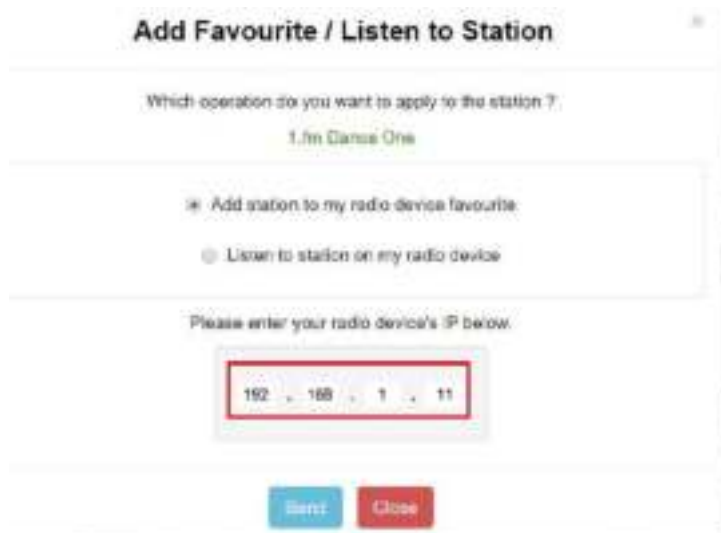 Add Favourite / Listen to Station
Which operation do you want to apply to the station ?
1.fm Dance One
Add station to my radio device favourite
Listen to station on my radio device
Please enter your radio device's IP below.
192 . 168 . 1 . 11
Send Close